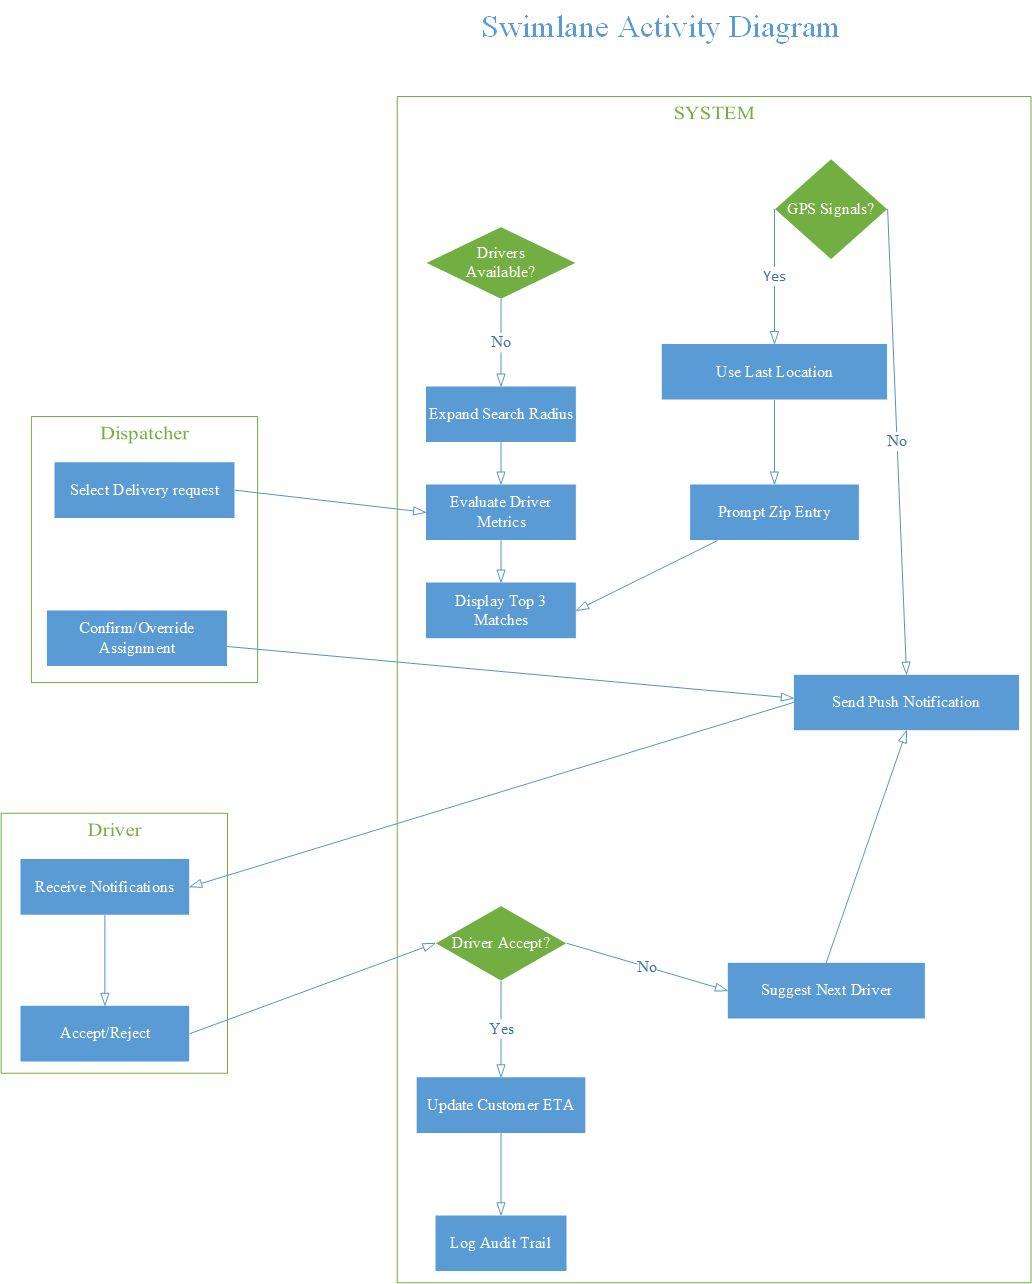 Swimlane Activity Diagram
SYSTEM
GPS Signals?
Drivers
Available?
Yes
No
Use Last Location
Expand Search Radius
No
Dispatcher
Select Delivery request
Evaluate Driver
Metrics
Prompt Zip Entry
Display Top 3
Matches
Confirm/Override
Assignment
Send Push Notification
Driver
Receive Notifications
Driver Accept?
No
Suggest Next Driver
Accept/Reject
Yes
Update Customer ETA
Log Audit Trail